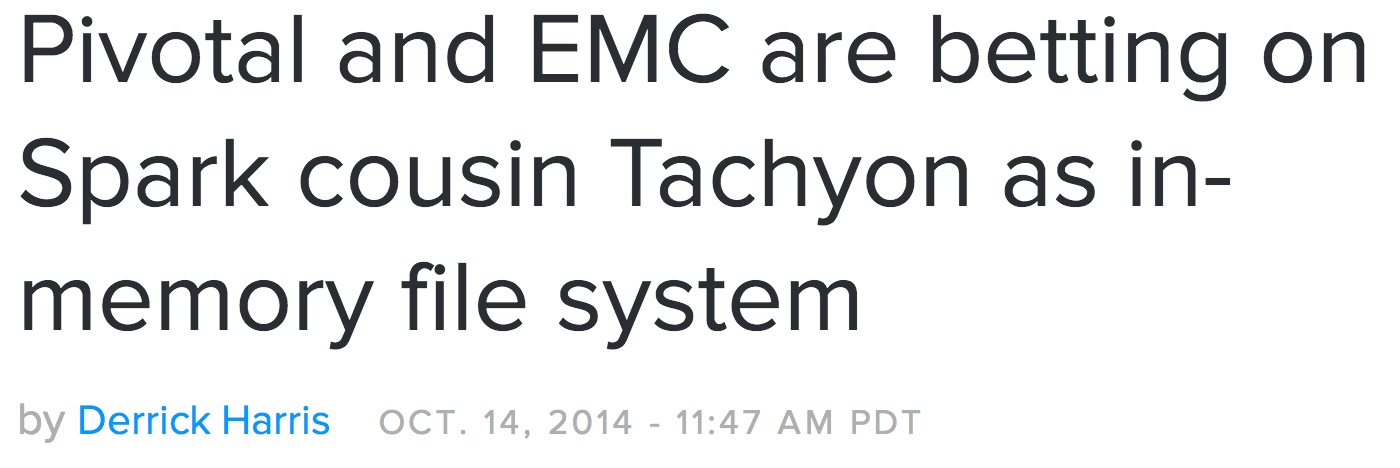 Pivotal and EMC are betting on
Spark cousin Tachyon as in-
memory file system
by Derrick Harris OCT. 14, 2014 - 11:47 AM PDT